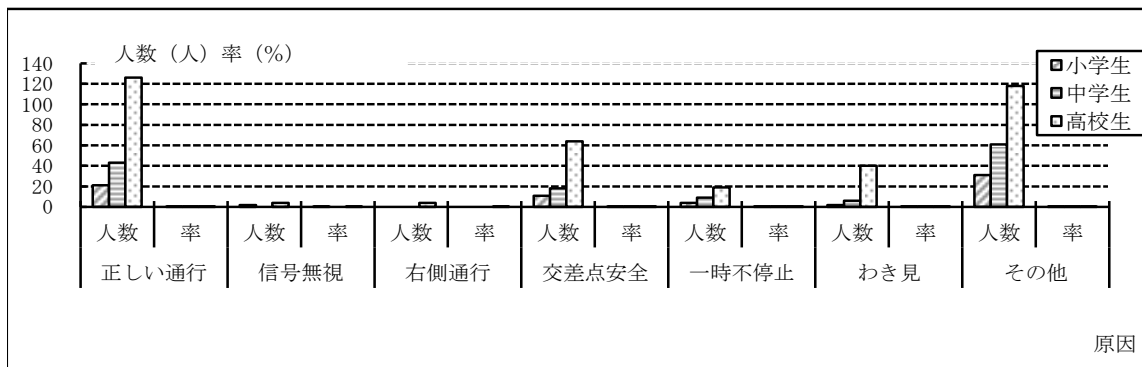 人数（人）率（%）
140
120
100
80
60
40
20
0
小学生
中学生
高校生
人数 率 人数 率 人数 率 人数 率 人数 率 人数 率 人数 率
正しい通行 信号無視 右側通行 交差点安全 一時不停止 わき見 その他
原因